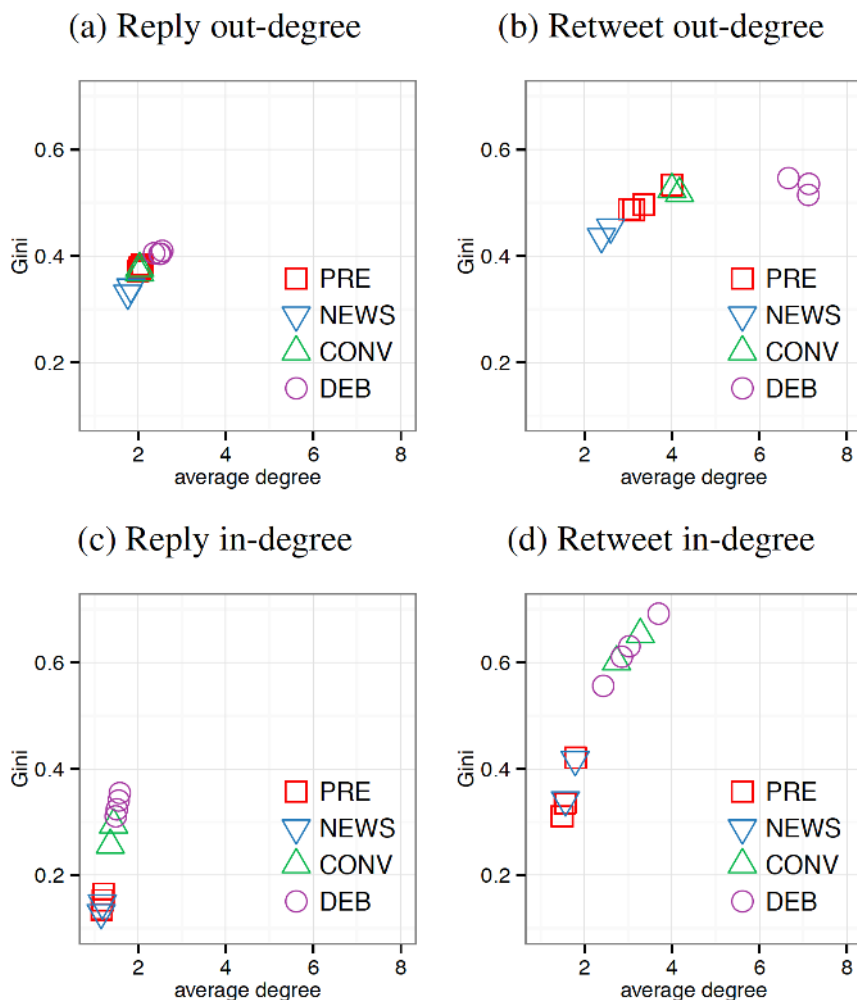 (a) Reply out-degree
Gini
0.6
0.4
0.2
PRE
NEWS
CONV
DEB
2 4 6 8
average degree
(b) Retweet out-degree
0.6
0.4
0.2
PRE
NEWS
CONV
DEB
2 4 6 8
average degree
(c) Reply in-degree
Gini
0.6
0.4
0.2
PRE
NEWS
CONV
DEB
2 4 6 8
average degree
(d) Retweet in-degree
Gini
0.6
0.4
0.2
PRE
NEWS
CONV
DEB
2 4 6 8
average degree